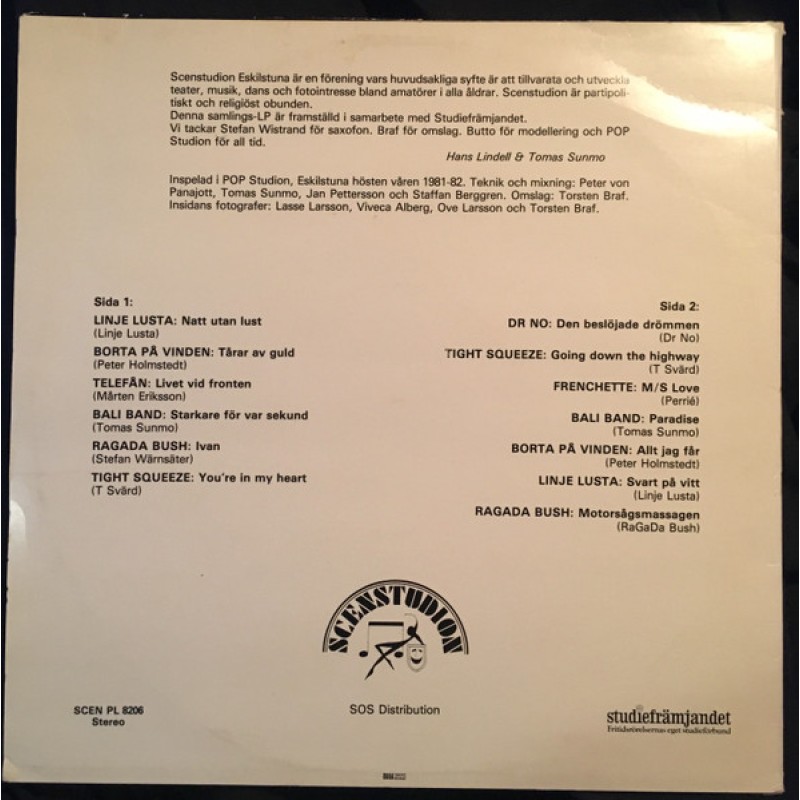 Scenstudion Eskilstuna är en förening vars huvudsakliga syfte är att tillvarata och utveckla
teater, musik, dans och fotointresse bland amatörer i alla åldrar. Scenstudion är partipoli-
tiskt och religiöst obunden.
Denna samlings-LP är framställd i samarbete med Studiefrämjandet.
Vi tackar Stefan Wistrand för saxofon. Braf för omslag. Butto för modellering och POP
Studion för all tid.
Hans Lindell & Tomas Sunmo
Inspelad i POP Studion, Eskilstuna hösten våren 1981-82. Teknik och mixning: Peter von
Panajott, Tomas Sunmo, Jan Pettersson och Staffan Berggren. Omslag: Torsten Braf.
Insidans fotografer: Lasse Larsson, Viveca Alberg, Ove Larsson och Torsten Braf.
Sida 1:
LINJE LUSTA: Natt utan lust
(Linje Lusta)
BORTA PÅ VINDEN: Tårar av guld
(Peter Holmstedt)
TELEFÅN: Livet vid fronten
(Mårten Eriksson)
BALI BAND: Starkare för var sekund
(Tomas Sunmo)
RAGADA BUSH: Ivan
(Stefan Wärnsäter)
TIGHT SQUEEZE: You're in my heart
(T Svärd)
Sida 2:
DR NO: Den beslöjade drömmen
(Dr No)
TIGHT SQUEEZE: Going down the highway
(T Svärd)
FRENCHETTE: M/S Love
(Perrié)
BALI BAND: Paradise
(Tomas Sunmo)
BORTA PÅ VINDEN: Allt jag får
(Peter Holmstedt)
LINJE LUSTA: Svart på vitt
(Linje Lusta)
RAGADA BUSH: Motorsågsmassagen
(RaGaDa Bush)
SCENSTUDION
SCEN PL 8206
Stereo
SOS Distribution
studiefrämjandet
Fritidsrörelsernas eget studieförbund